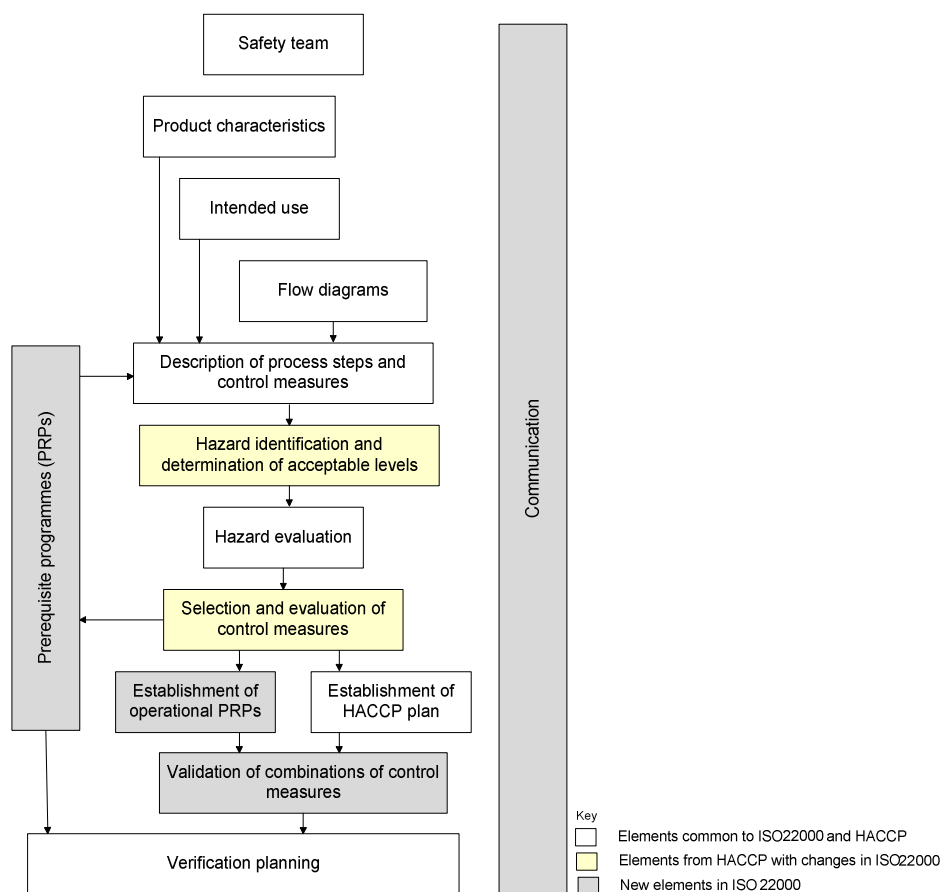 Safety team
Product characteristics
Intended use
Flow diagrams
Description of process steps and
control measures
Hazard identification and
determination of acceptable levels
Hazard evaluation
Selection and evaluation of
control measures
Establishment of
operational PRPs
Establishment of
HACCP plan
Validation of combinations of control
measures
Verification planning
Prerequisite programmes (PRPs)
Communication
Key
Elements common to ISO22000 and HACCP
Elements from HACCP with changes in ISO22000
New elements in ISO 22000